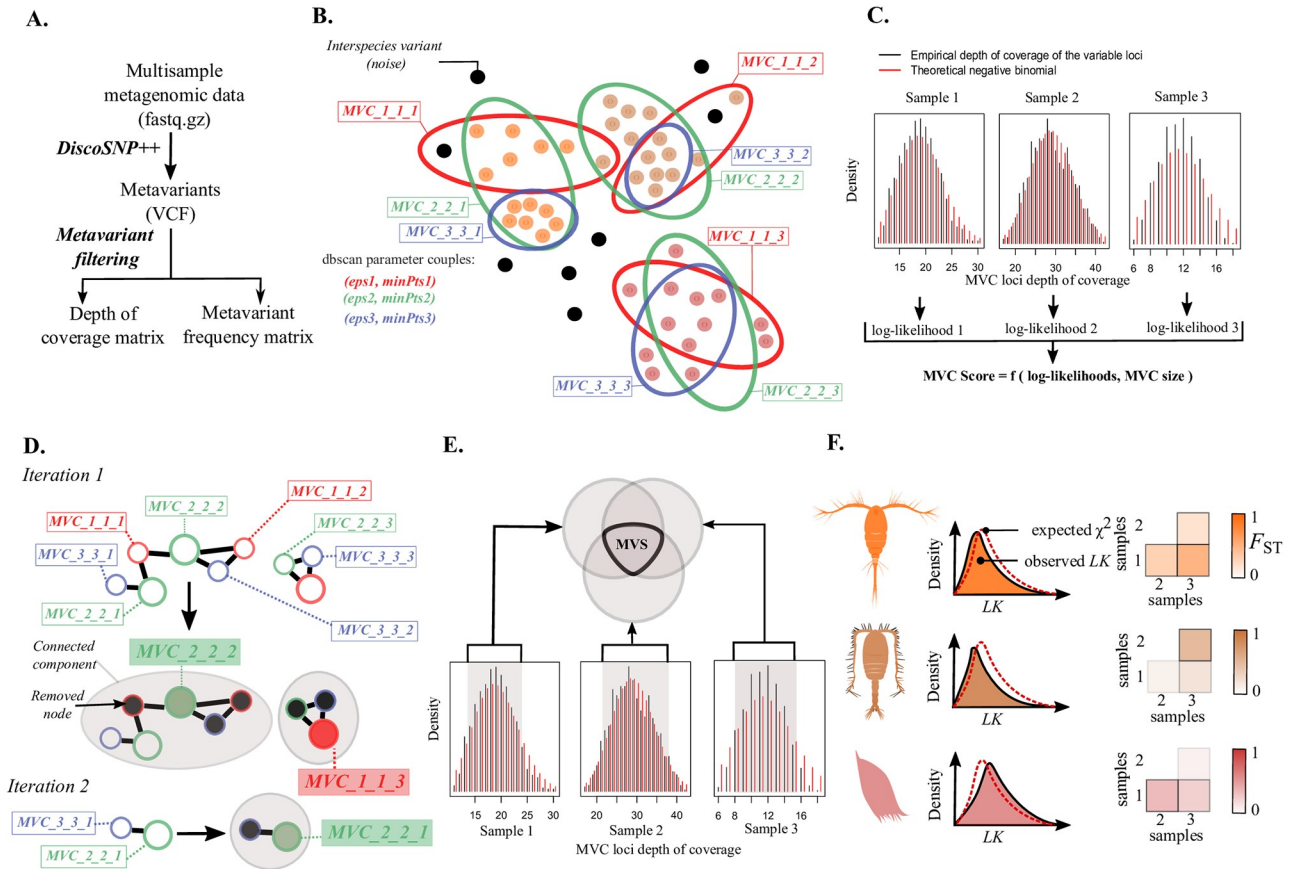 A.
Multisample
metagenomic data
(fastq.gz)
DiscoSNP++
Metavariants
(VCF)
Metavariant
filtering
Depth of
coverage matrix
Metavariant
frequency matrix
B.
Interspecies variant
(noise)
MVC_1_1_1
MVC_1_1_2
MVC_3_3_2
MVC_2_2_2
MVC_2_2_1
MVC_3_3_1
dbscan parameter couples:
(eps1, minPts1)
(eps2, minPts2)
(eps3, minPts3)
MVC_1_1_3
MVC_3_3_3
MVC_2_2_3
C.
Empirical depth of coverage of the variable loci
Theoretical negative binomial
Sample 1
Sample 2
Sample 3
Density
15 20 25 30
20 25 30 35 40
6 8 10 12 16
MVC loci depth of coverage
log-likelihood 1
log-likelihood 2
log-likelihood 3
MVC Score = f ( log-likelihoods, MVC size )
D.
Iteration 1
MVC_1_1_1
MVC_2_2_2
MVC_1_1_2
MVC_3_3_1
MVC_2_2_3
MVC_3_3_3
MVC_2_2_1
MVC_3_3_2
Connected
component
MVC_2_2_2
Removed
node
MVC_1_1_3
Iteration 2
MVC_3_3_1
MVC_2_2_1
MVC_2_2_1
E.
MVS
Density
15 20 25 30
20 30 35 40
6 8 10 12 16
Sample 1
Sample 2
Sample 3
MVC loci depth of coverage
F.
Density
LK
expected χ²
observed LK
samples
2
1
2 3
samples
1
FST
0
Density
LK
samples
2
1
2 3
samples
1
0
Density
LK
samples
2
1
2 3
samples
1
0